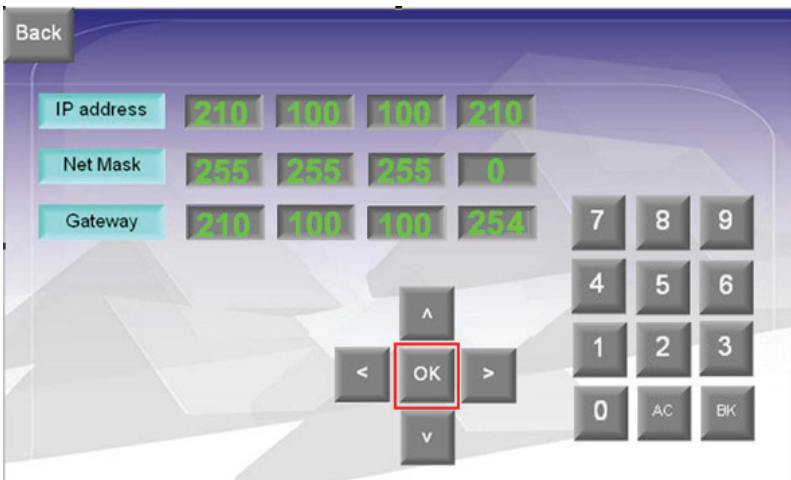 Back
IP address 210 100 100 210
Net Mask 255 255 255 0
Gateway 210 100 100 254
7 8 9
4 5 6
^
1 2 3
< OK >
0 AC BK
v